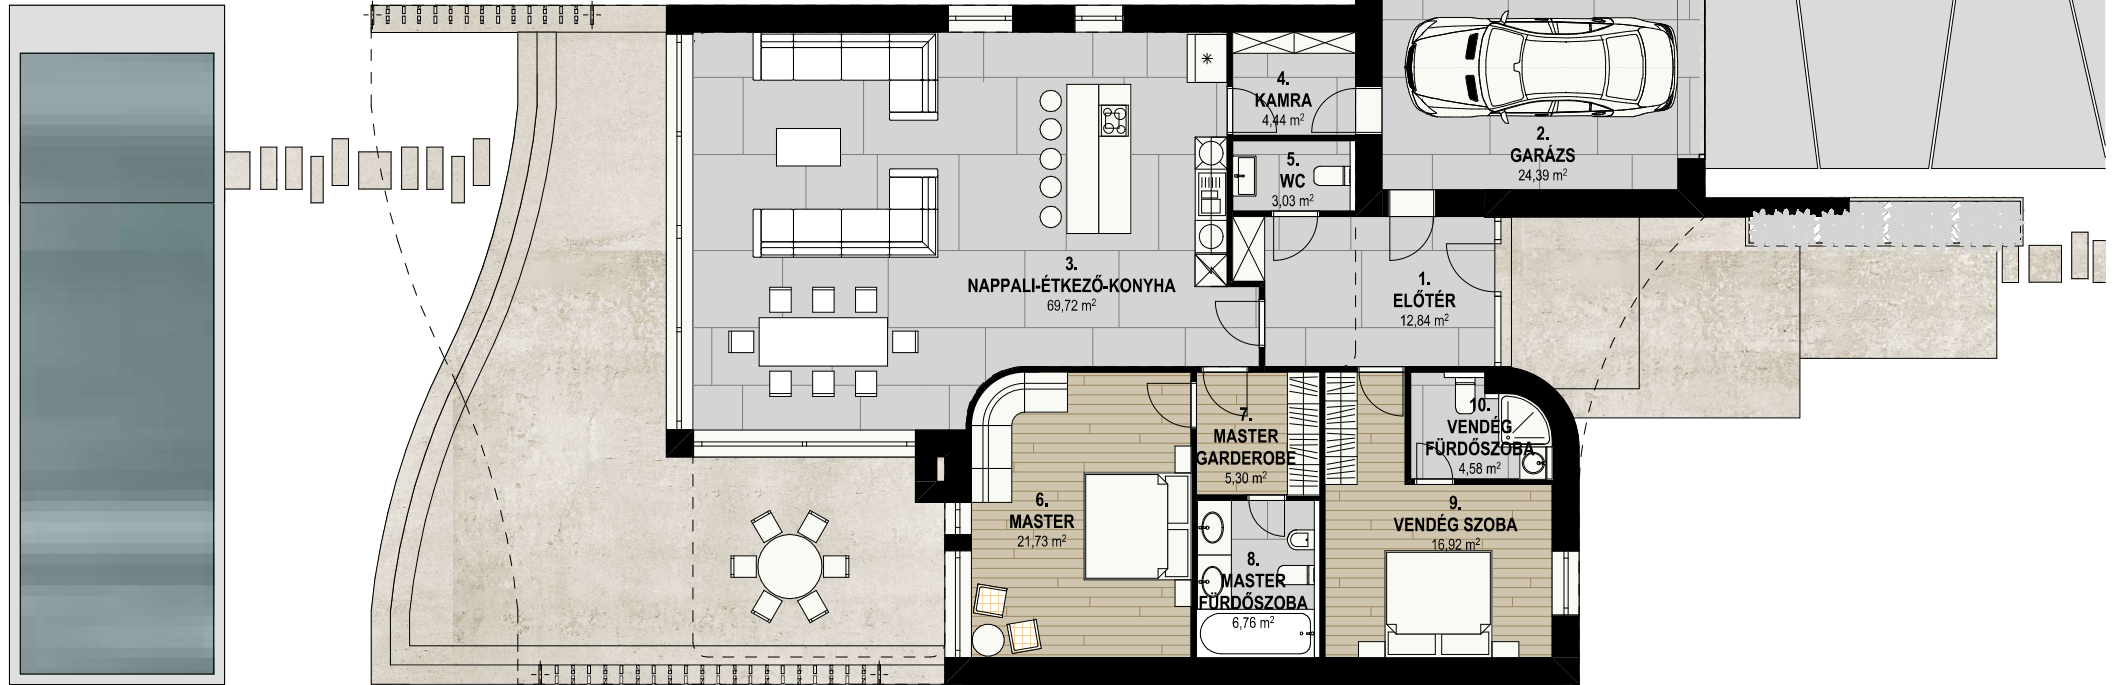 4.
KAMRA
4,44 m²
2.
GARÁZS
24,39 m²
5.
WC
3,03 m²
3.
NAPPALI-ÉTKEZŐ-KONYHA
69,72 m²
1.
ELŐTÉR
12,84 m²
7.
MASTER
GARDEROBE
5,30 m²
10.
VENDÉG
FÜRDŐSZOBA
4,58 m²
6.
MASTER
21,73 m²
9.
VENDÉG SZOBA
16,92 m²
8.
MASTER
FÜRDŐSZOBA
6,76 m²